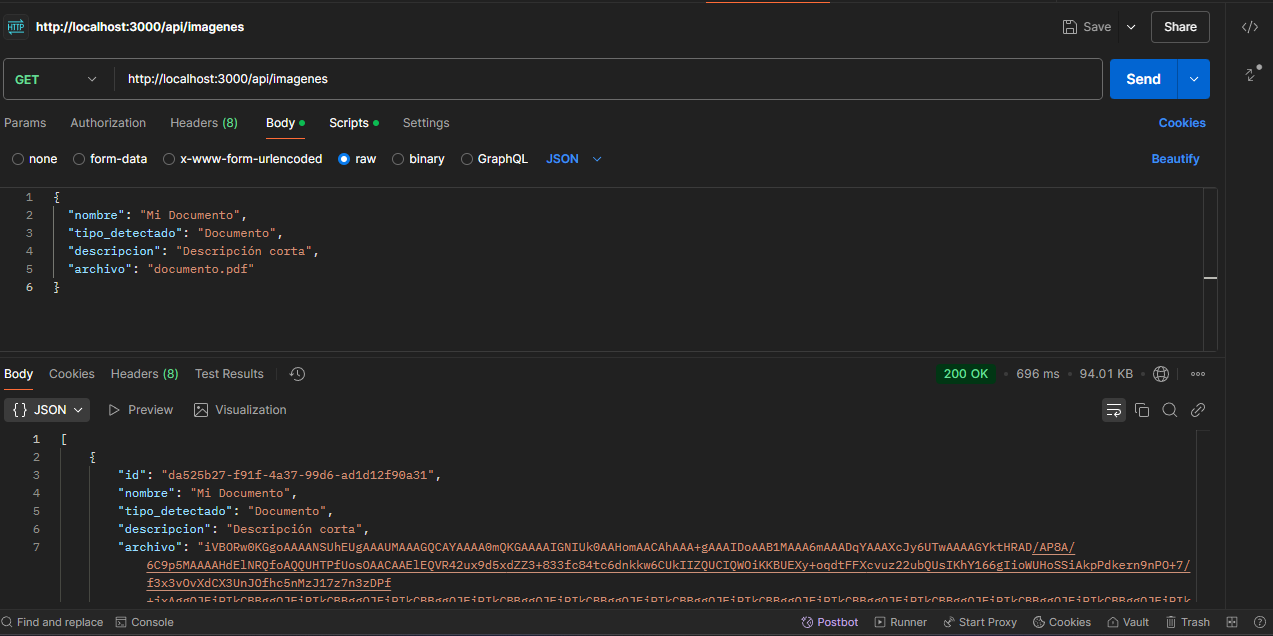 HTTP http://localhost:3000/api/imagenes Save Share
GET http://localhost:3000/api/imagenes Send
Params Authorization Headers (8) Body Scripts Settings Cookies
none form-data x-www-form-urlencoded raw binary GraphQL JSON Beautify
1 {
2 "nombre": "Mi Documento",
3 "tipo_detectado": "Documento",
4 "descripcion": "Descripción corta",
5 "archivo": "documento.pdf"
6 }
Body Cookies Headers (8) Test Results 200 OK 696 ms 94.01 KB
{} JSON Preview Visualization
1 [
2 {
3 "id": "da525b27-f91f-4a37-99d6-ad1d12f90a31",
4 "nombre": "Mi Documento",
5 "tipo_detectado": "Documento",
6 "descripcion": "Descripción corta",
7 "archivo": "iVBORw0KGgoAAAANSUhEUgAAAUMAAAGQCAYAAAA0mQKGAAAAIGNIUk0AAHomAACAhAAA+gAAAIDoAAB1MAAA6mAAADqYAAAXcJy6UTwAAAAGYktHRAD/AP8A/
6C9p5MAAAAHdElNRQfoAQQUHTPfUosOAACAAElEQVR42ux9d5xdZZ3+833fc84tc6dnkkw6CUkIIZQUCIQWOiKKBUEXy+oqdtFFXcvuz22ubQUsIKhY166gIioWUHoSSiAkpPdkern9nPO+7/
f3x3vOvXdCX3UnJOfhc5nMzJ17z7n3zDPf
Find and replace Console Postbot Runner Start Proxy Cookies Vault Trash